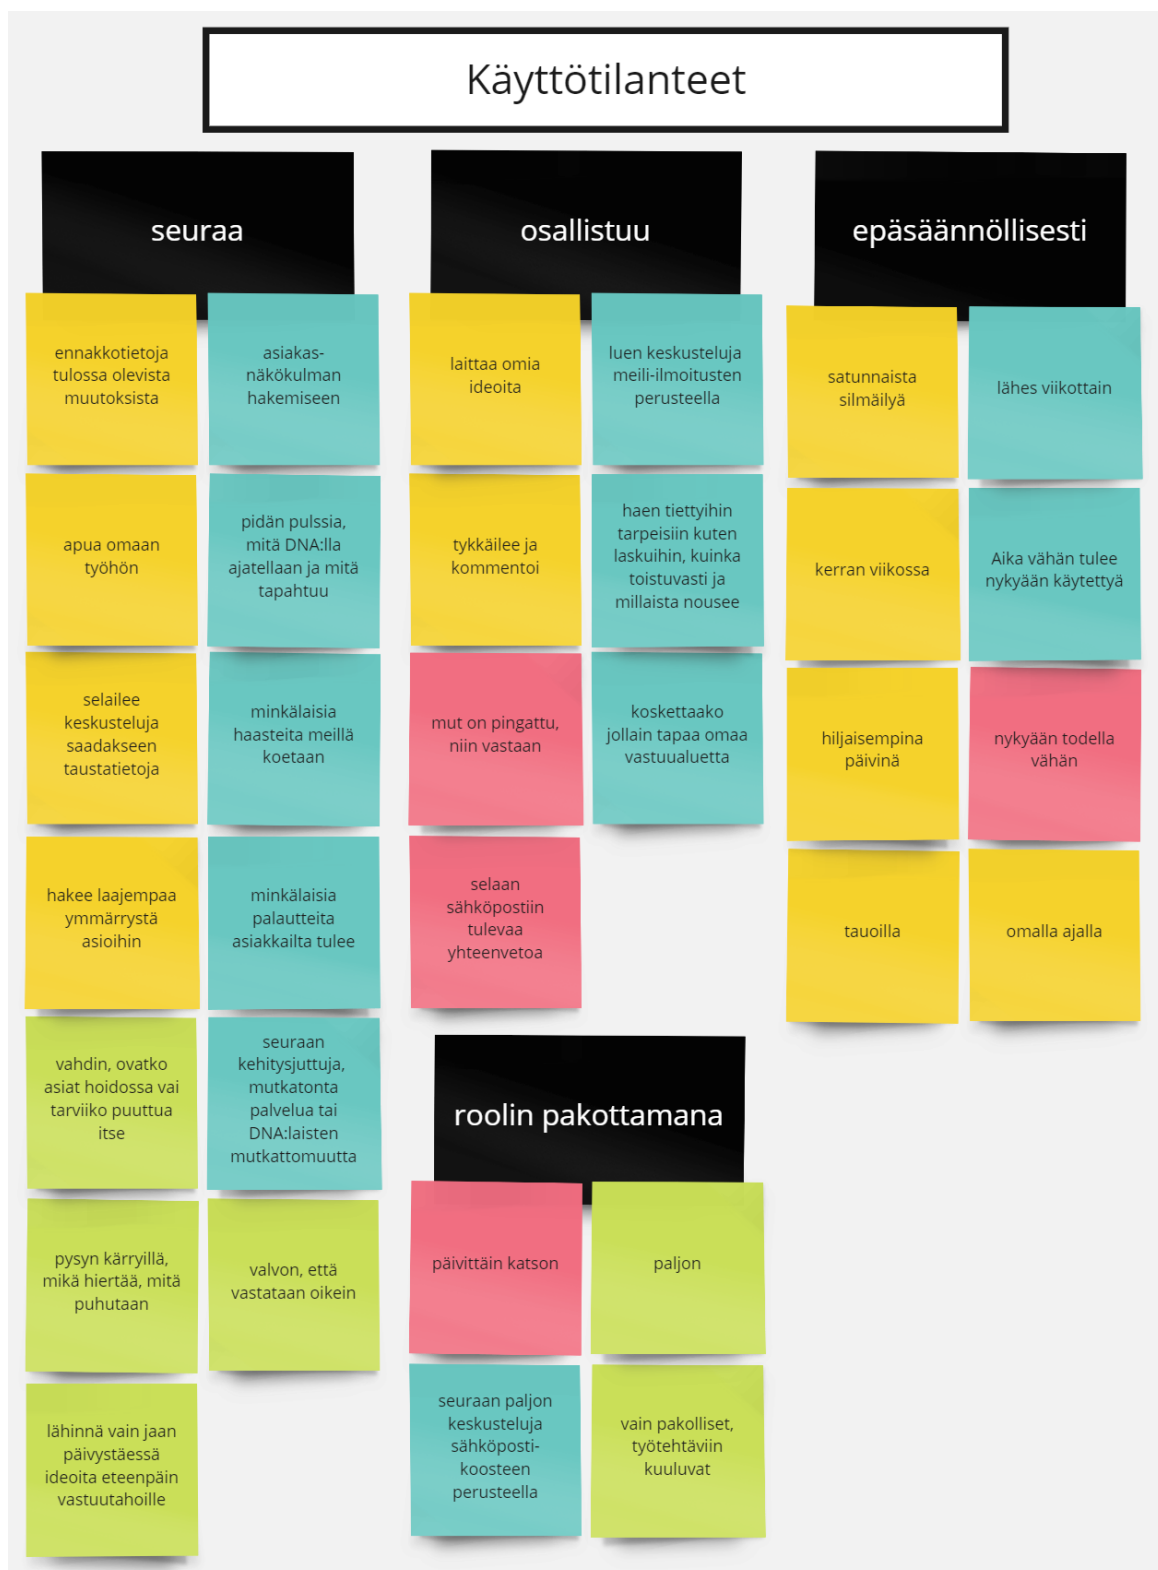 Käyttötilanteet
seuraa
ennakkotietoja
tulossa olevista
muutoksista
asiakas-
näkökulman
hakemiseen
apua omaan
työhön
pidän pulssia,
mitä DNA:lla
ajatellaan ja mitä
tapahtuu
selailee
keskusteluja
saadakseen
taustatietoja
minkälaisia
haasteita meillä
koetaan
hakee laajempaa
ymmärrystä
asioihin
minkälaisia
palautteita
asiakkailta tulee
vahdin, ovatko
asiat hoidossa vai
tarviiko puuttua
itse
seuraan
kehitysjuttuja,
mutkatonta
palvelua tai
DNA:laisten
mutkattomuutta
pysyn kärryillä,
mikä hiertää, mitä
puhutaan
valvon, että
vastataan oikein
lähinnä vain jaan
päivystäessä
ideoita eteenpäin
vastuutahoille
osallistuu
laittaa omia
ideoita
luen keskusteluja
meili-ilmoitusten
perusteella
tykkäilee ja
kommentoi
haen tiettyihin
tarpeisiin kuten
laskuihin, kuinka
toistuvasti ja
millaista nousee
mut on pingattu,
niin vastaan
koskettaako
jollain tapaa omaa
vastuualuetta
selaan
sähköpostiin
tulevaa
yhteenvetoa
roolin pakottamana
päivittäin katson
paljon
seuraan paljon
keskusteluja
sähköposti-
koosteen
perusteella
vain pakolliset,
työtehtäviin
kuuluvat
epäsäännöllisesti
satunnaista
silmäilyä
lähes viikottain
kerran viikossa
Aika vähän tulee
nykyään käytettyä
hiljaisempina
päivinä
nykyään todella
vähän
tauoilla
omalla ajalla